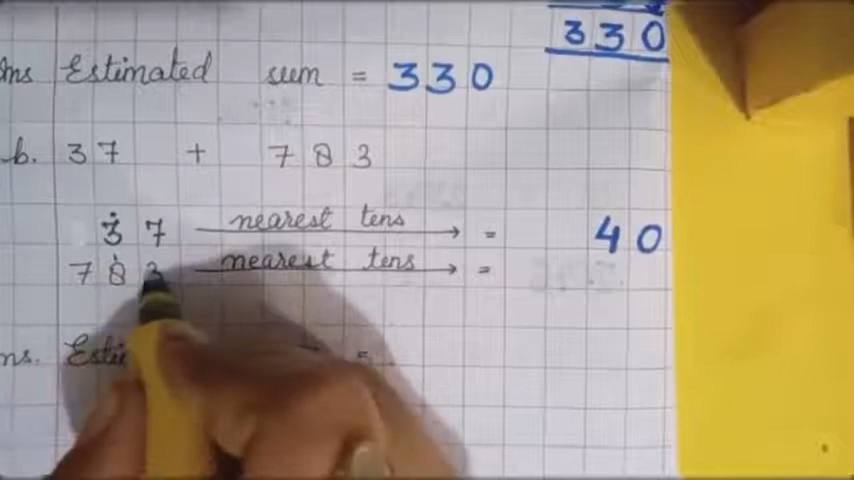 330
Ans Estimated sum = 330
b. 37 + 783
37 nearest tens = 40
783 nearest tens =
=